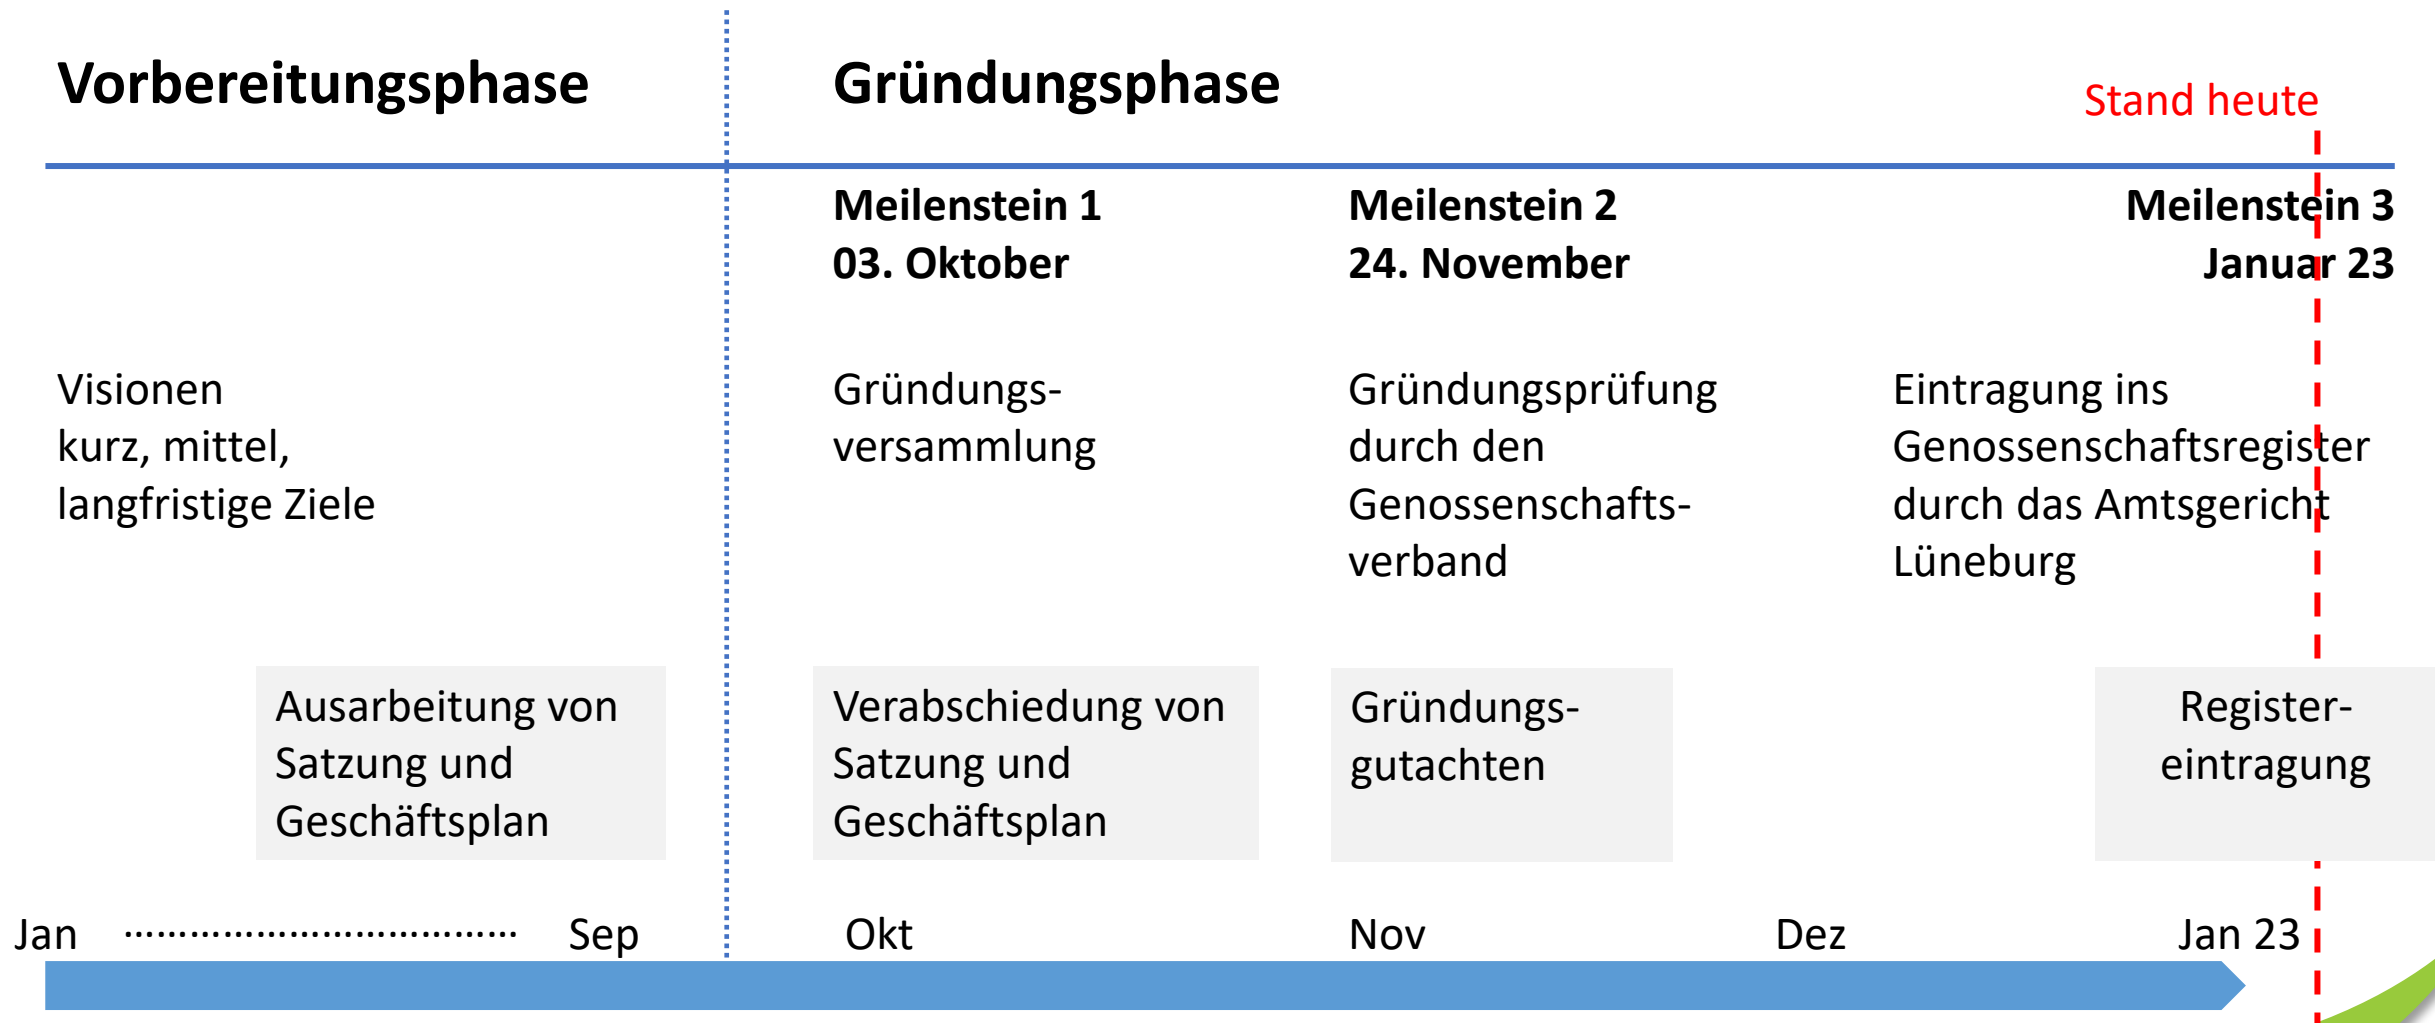 Vorbereitungsphase
Gründungsphase
Stand heute
Meilenstein 1
03. Oktober
Meilenstein 2
24. November
Meilenstein 3
Januar 23
Visionen
kurz, mittel,
langfristige Ziele
Gründungs-
versammlung
Gründungsprüfung
durch den
Genossenschafts-
verband
Eintragung ins
Genossenschaftsregister
durch das Amtsgericht
Lüneburg
Ausarbeitung von
Satzung und
Geschäftsplan
Verabschiedung von
Satzung und
Geschäftsplan
Gründungs-
gutachten
Register-
eintragung
Jan ................................... Sep Okt Nov Dez Jan 23